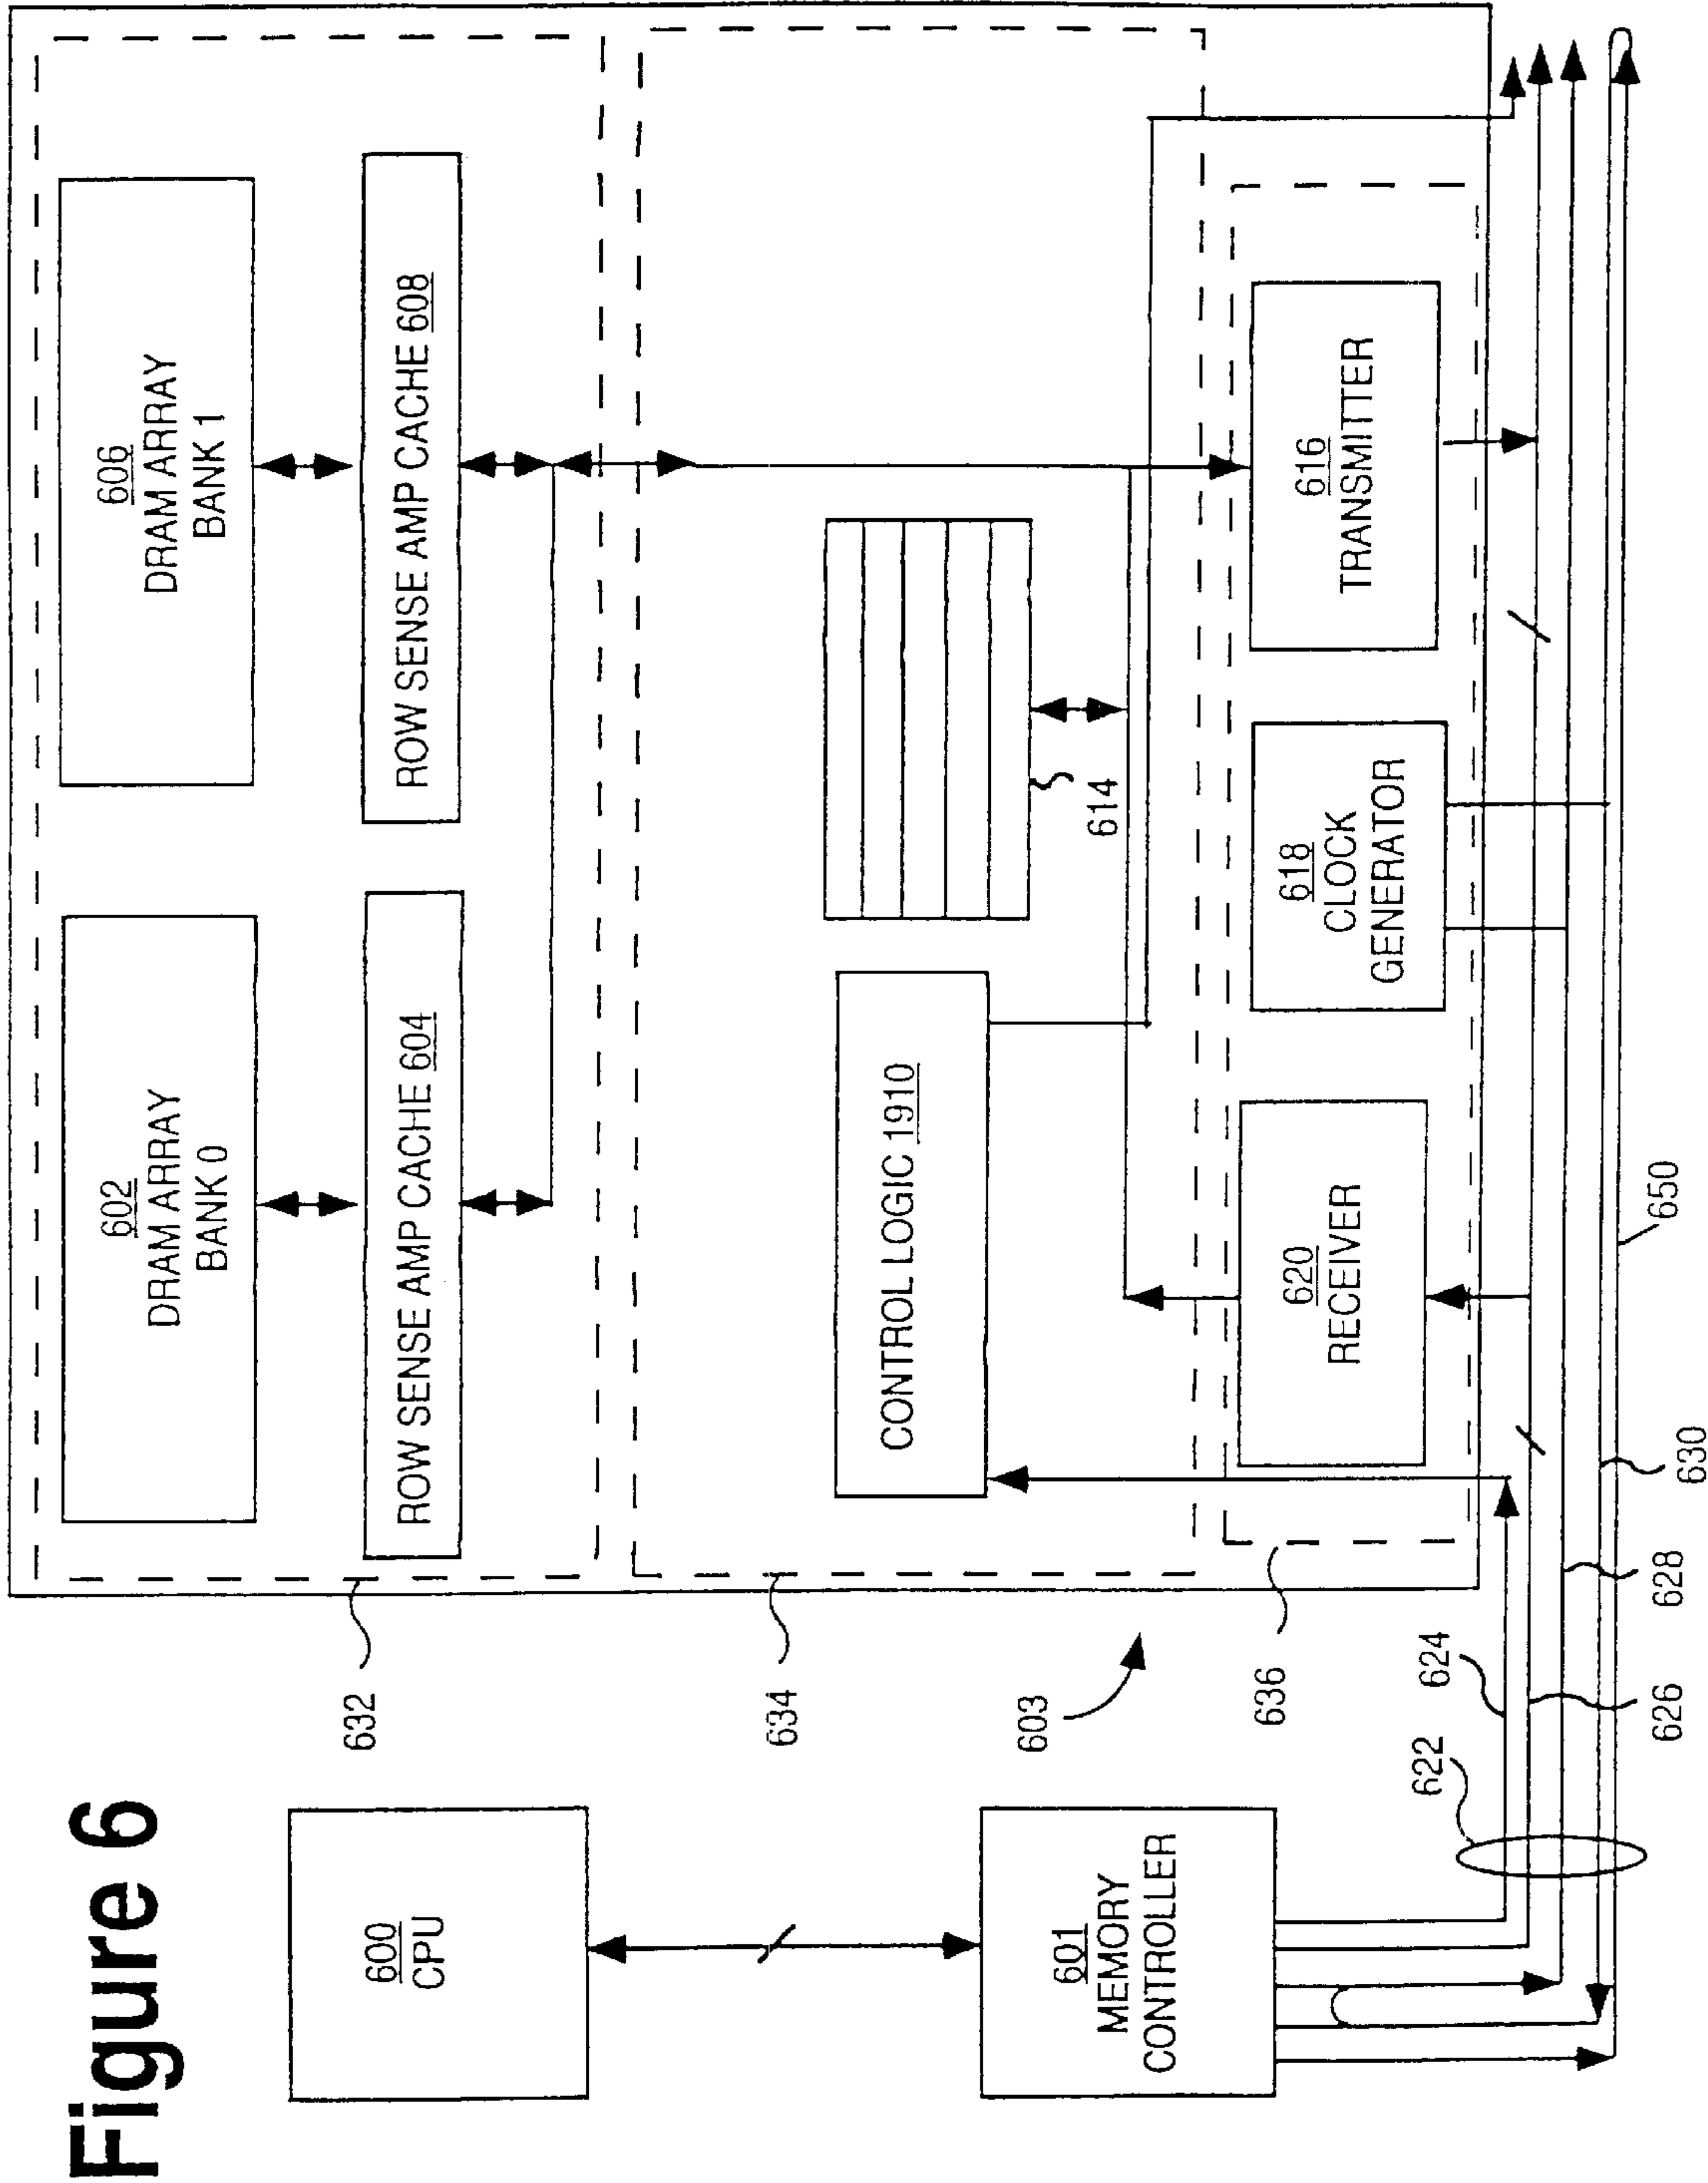 Figure 6
600
CPU
601
MEMORY
CONTROLLER
602
DRAM ARRAY
BANK 0
606
DRAM ARRAY
BANK 1
ROW SENSE AMP CACHE 604
ROW SENSE AMP CACHE 608
632
634
CONTROL LOGIC 1910
614
603
636
620
RECEIVER
618
CLOCK
GENERATOR
616
TRANSMITTER
622
624
626
628
630
650